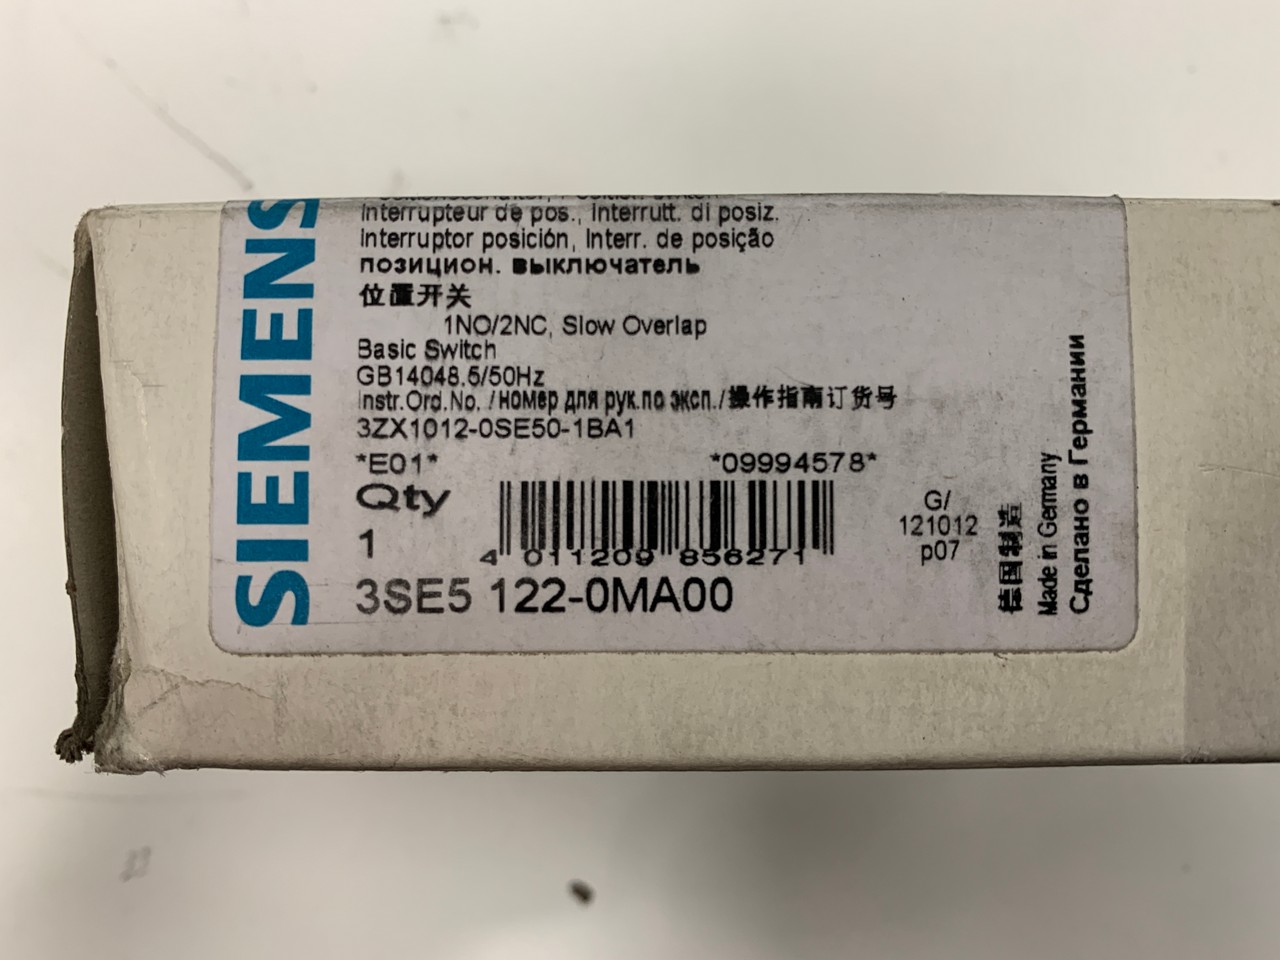 SIEMENS
Interrupteur de pos., Interrutt. di posiz.
Interruptor posición, Interr. de posição
позицион. выключатель
位置开关
1NO/2NC, Slow Overlap
Basic Switch
GB14048.5/50Hz
Instr.Ord.No. /номер для рук.по эксп./操作指南订货号
3ZX1012-0SE50-1BA1
*E01* *09994578*
Qty
1
4 011209 856271
3SE5 122-0MA00
G/
121012
p07
德国制造
Made in Germany
Сделано в Германии